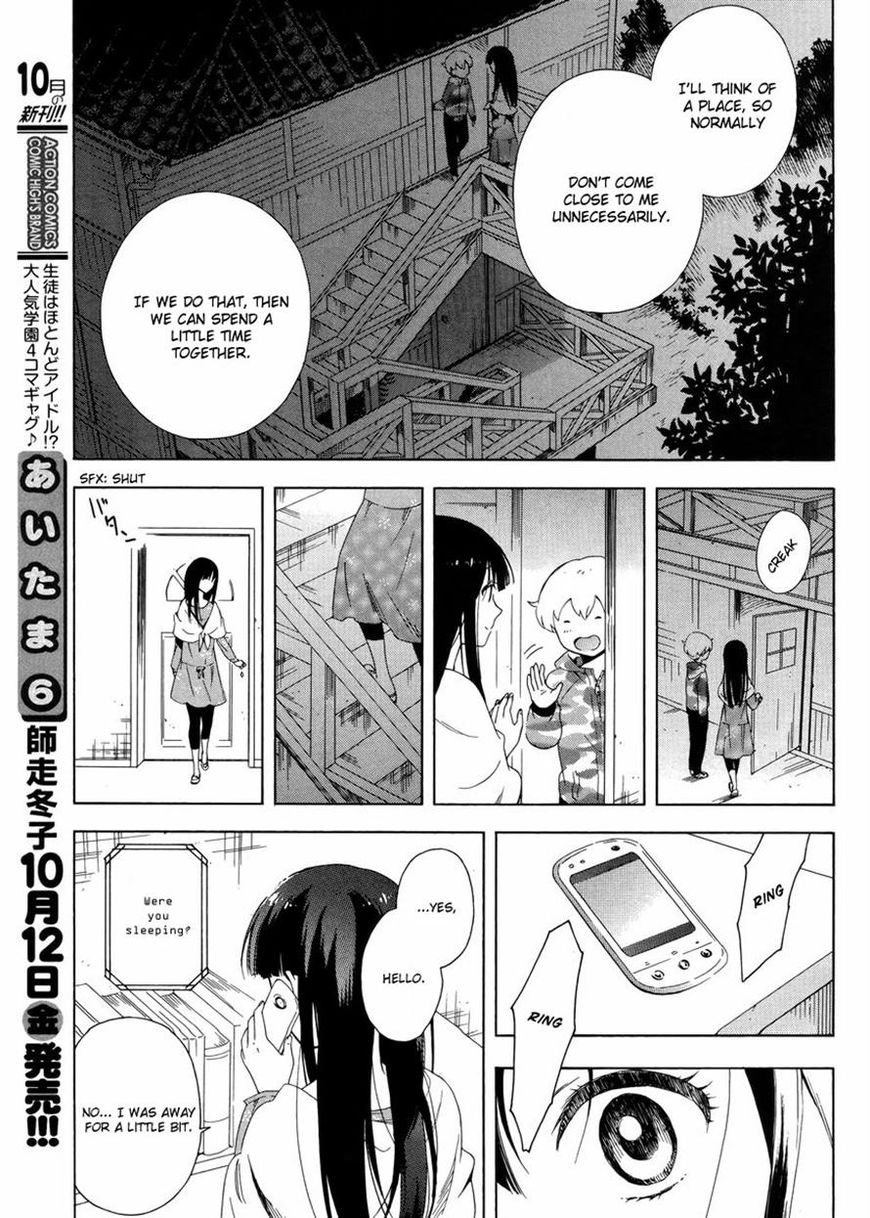 I'LL THINK OF
A PLACE, SO
NORMALLY
DON'T COME
CLOSE TO ME
UNNECESSARILY.
IF WE DO THAT, THEN
WE CAN SPEND A
LITTLE TIME
TOGETHER.
CREAK
SFX: SHUT
バタン
RING
RING
...YES,
HELLO.
Were
you
sleeping?
NO... I WAS AWAY
FOR A LITTLE BIT.
10月の新刊!!
ACTION COMICS
COMIC HIGH'S BRAND
生徒はほとんどアイドル!?
大人気学園4コマギャグ♪
あいたま6
師走冬子
10月12日金発売!!!